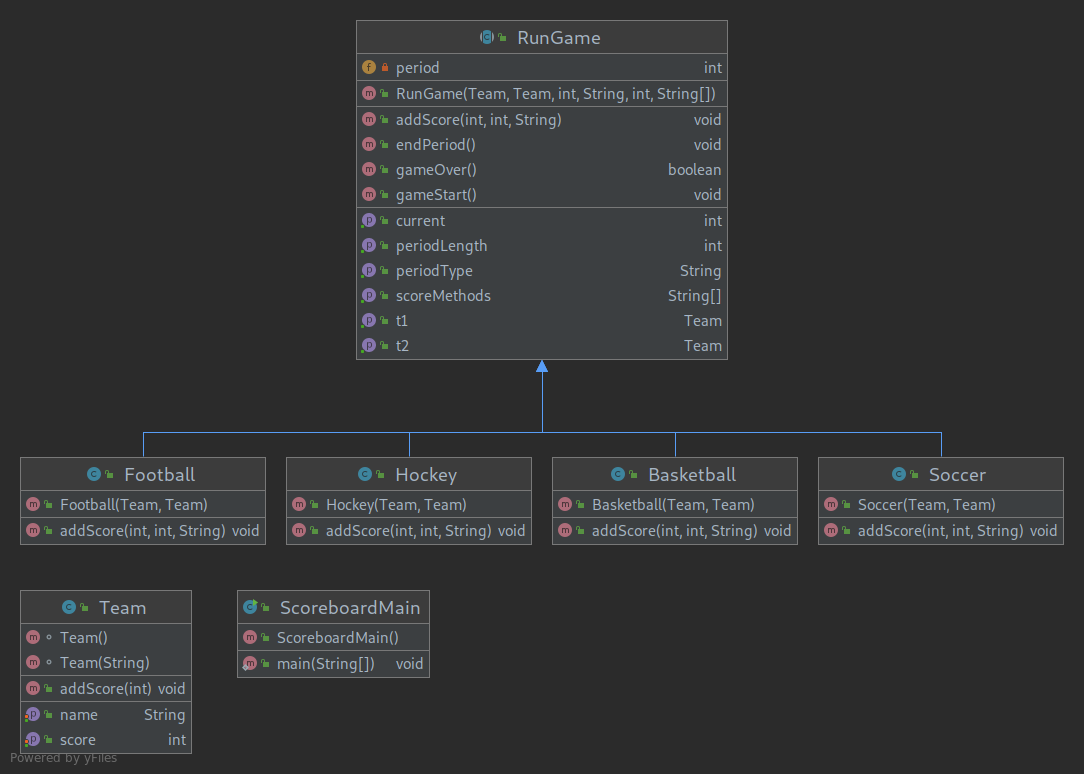 RunGame
period int
RunGame(Team, Team, int, String, int, String[])
addScore(int, int, String) void
endPeriod() void
gameOver() boolean
gameStart() void
current int
periodLength int
periodType String
scoreMethods String[]
t1 Team
t2 Team
Football
Football(Team, Team)
addScore(int, int, String) void
Hockey
Hockey(Team, Team)
addScore(int, int, String) void
Basketball
Basketball(Team, Team)
addScore(int, int, String) void
Soccer
Soccer(Team, Team)
addScore(int, int, String) void
Team
Team()
Team(String)
addScore(int) void
name String
score int
ScoreboardMain
ScoreboardMain()
main(String[]) void
Powered by yFiles